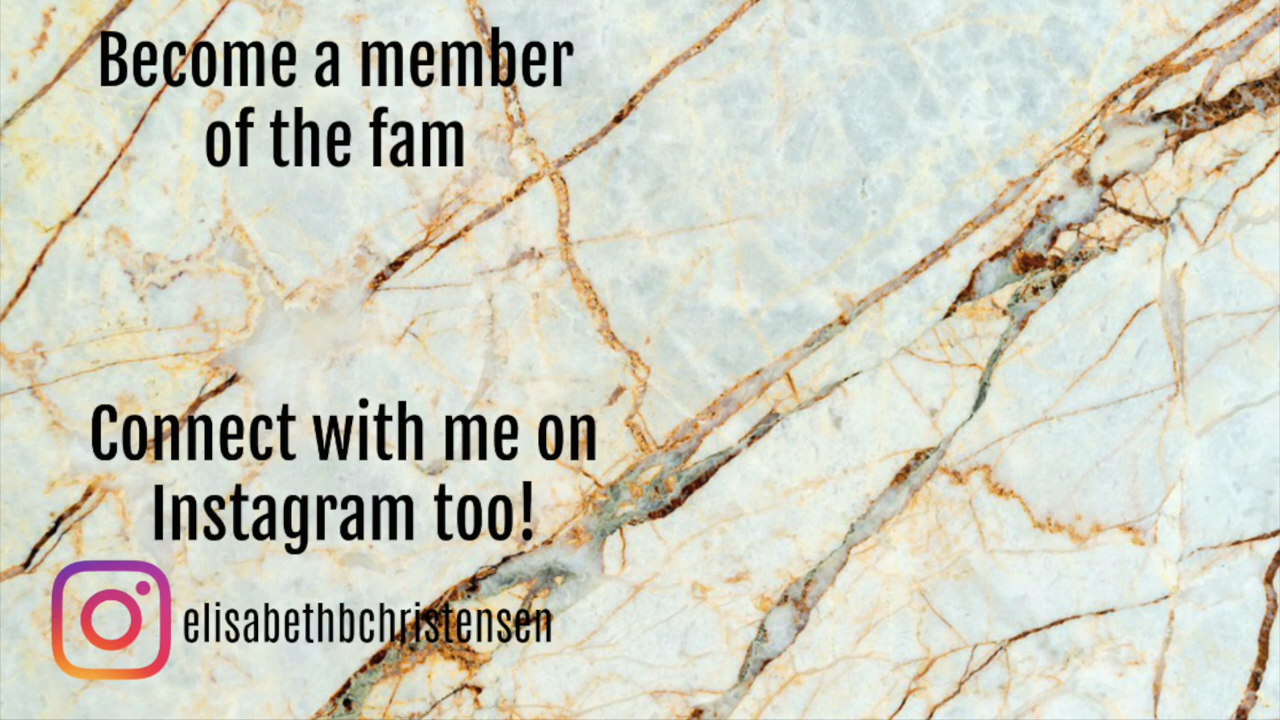 Become a member
of the fam
Connect with me on
Instagram too!
elisabethbchristensen